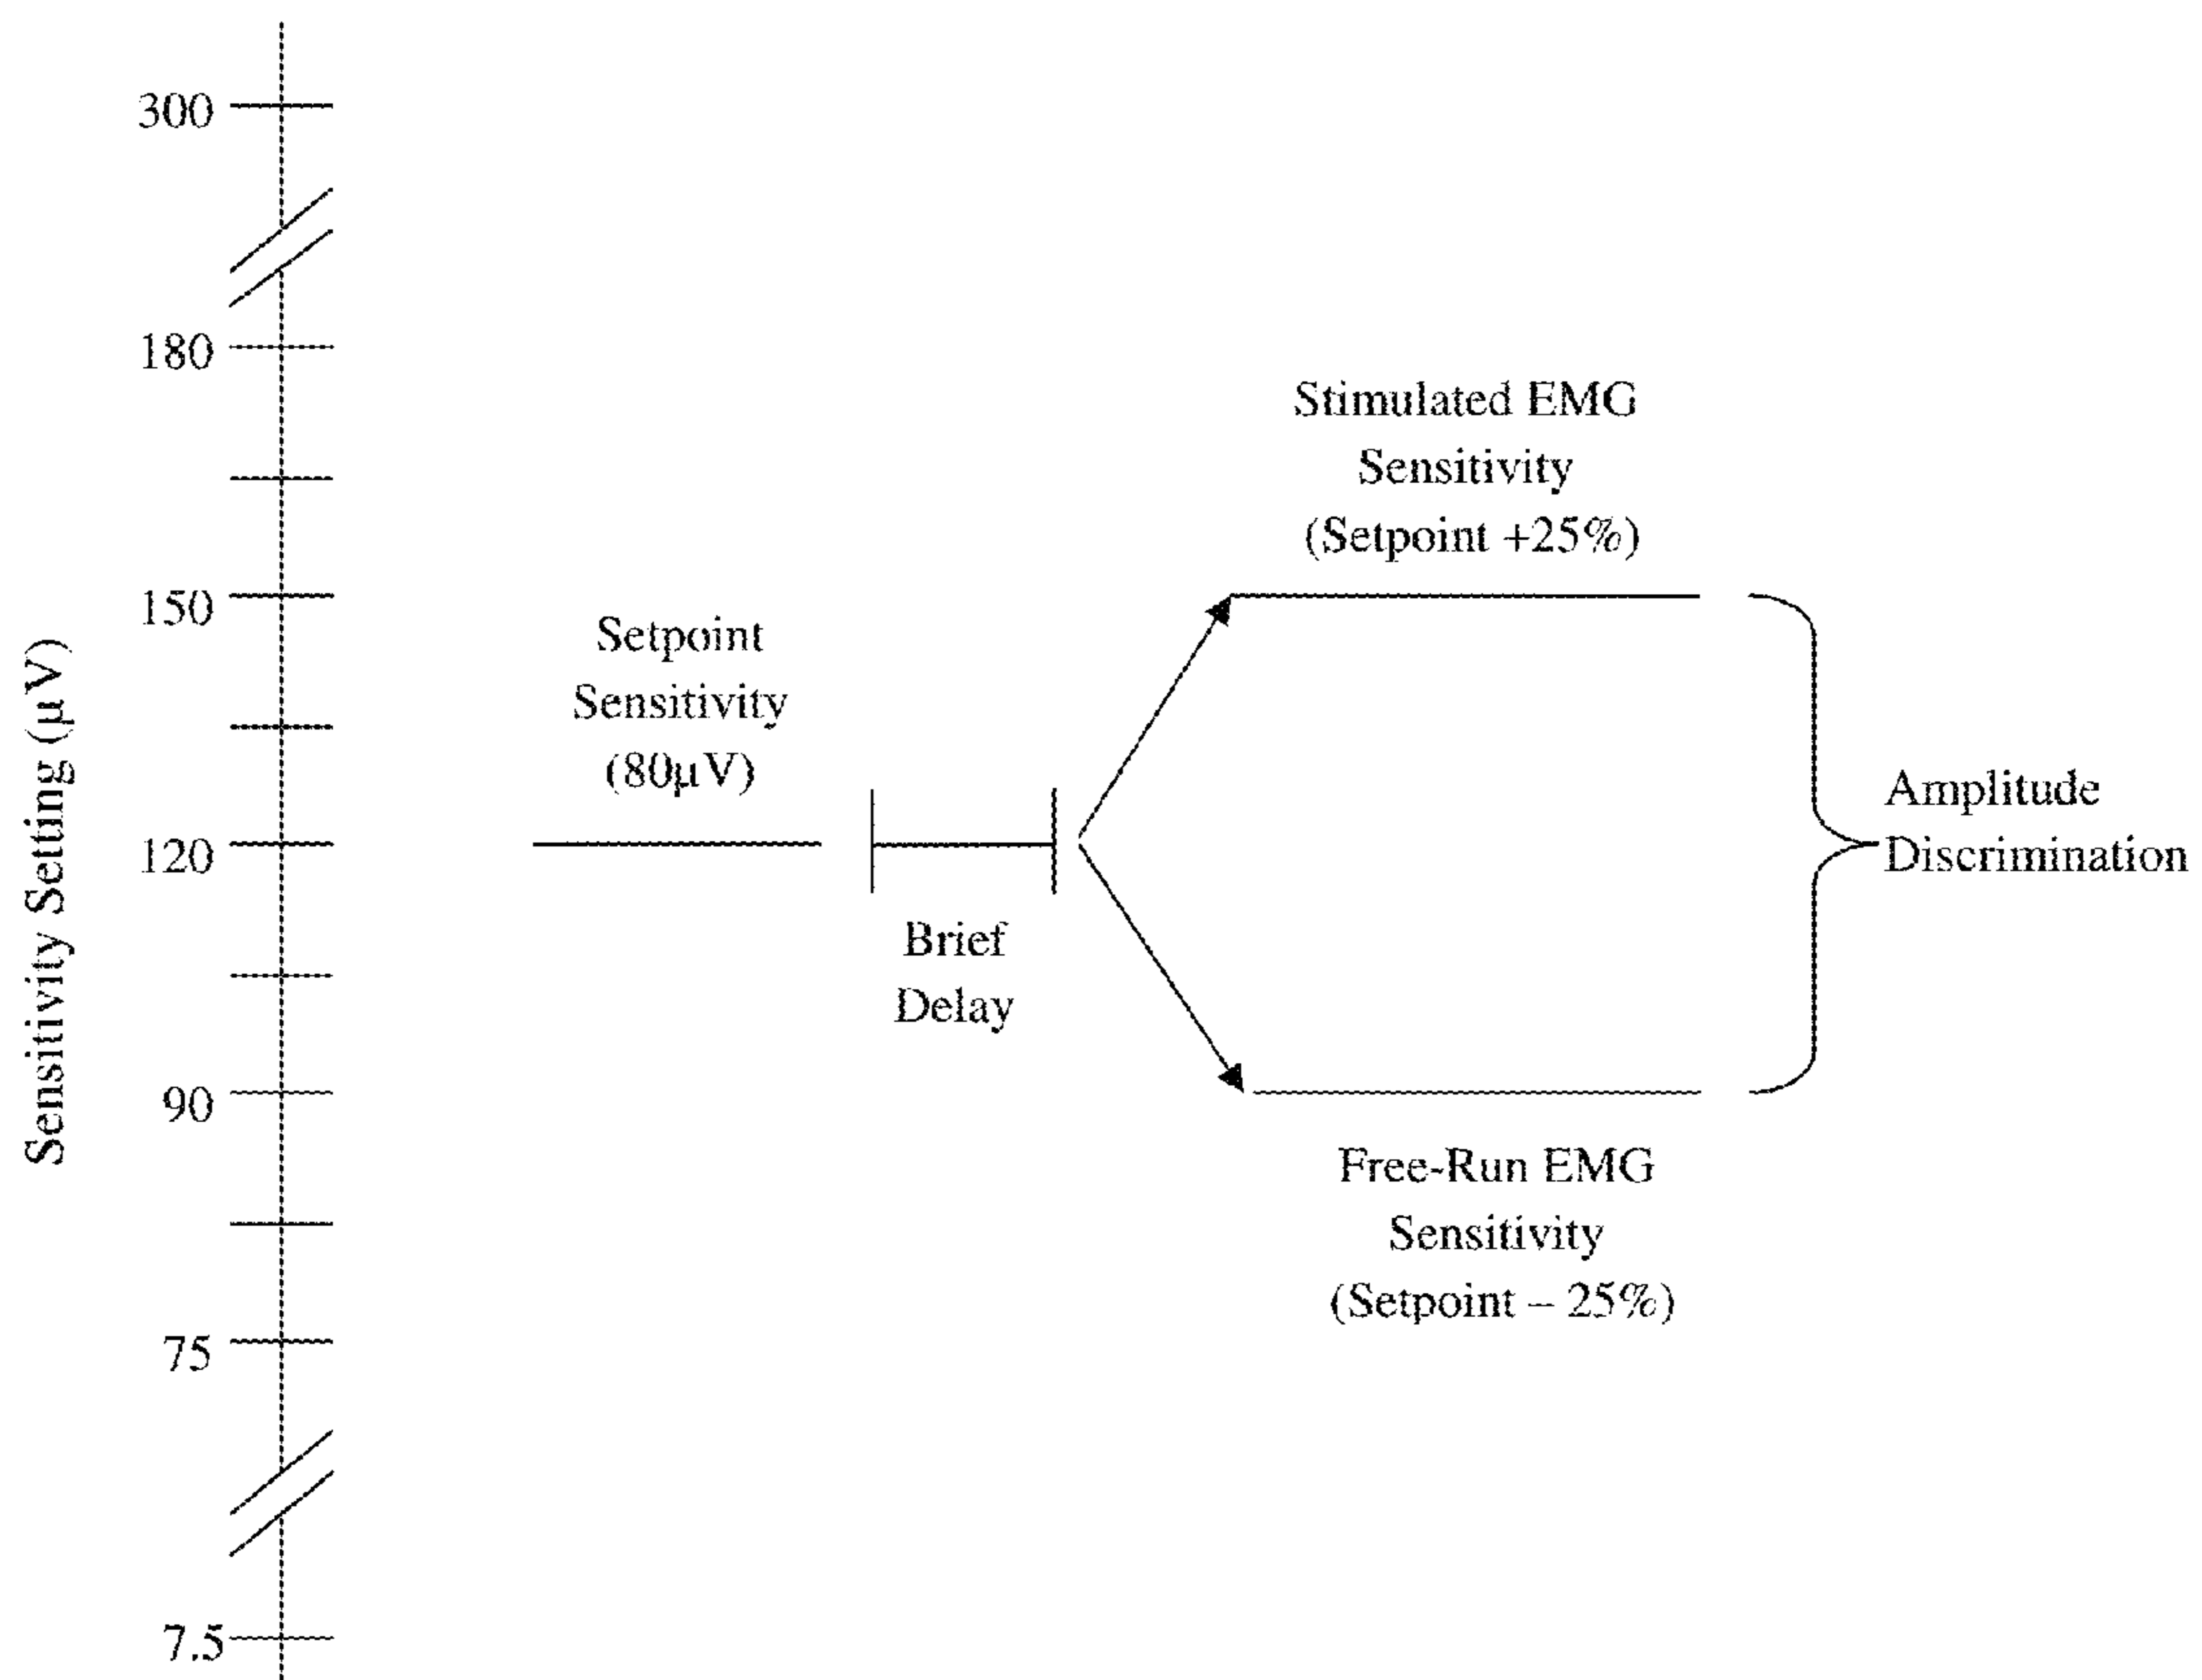 Sensitivity Setting (µV)
300
180
150
120
90
75
7.5
Setpoint
Sensitivity
(80µV)
Brief
Delay
Stimulated EMG
Sensitivity
(Setpoint +25%)
Free-Run EMG
Sensitivity
(Setpoint – 25%)
Amplitude
Discrimination